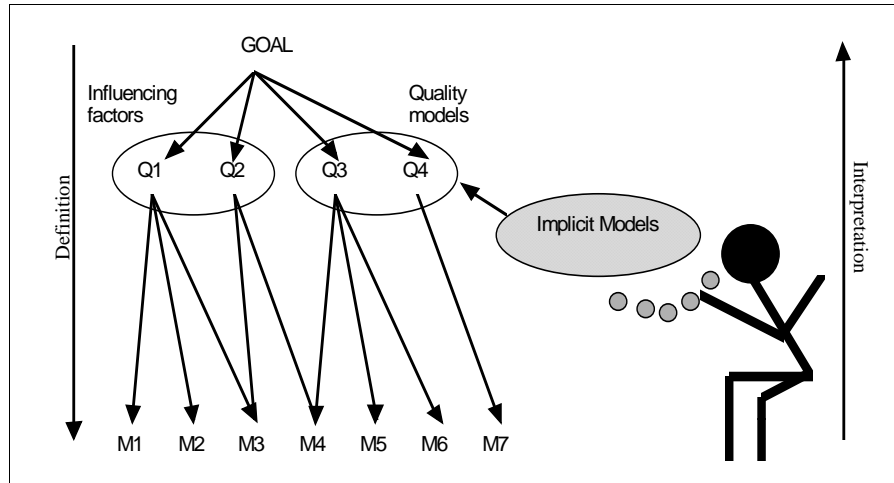 GOAL
Influencing
factors
Quality
models
Q1 Q2 Q3 Q4
Implicit Models
Definition
Interpretation
M1 M2 M3 M4 M5 M6 M7